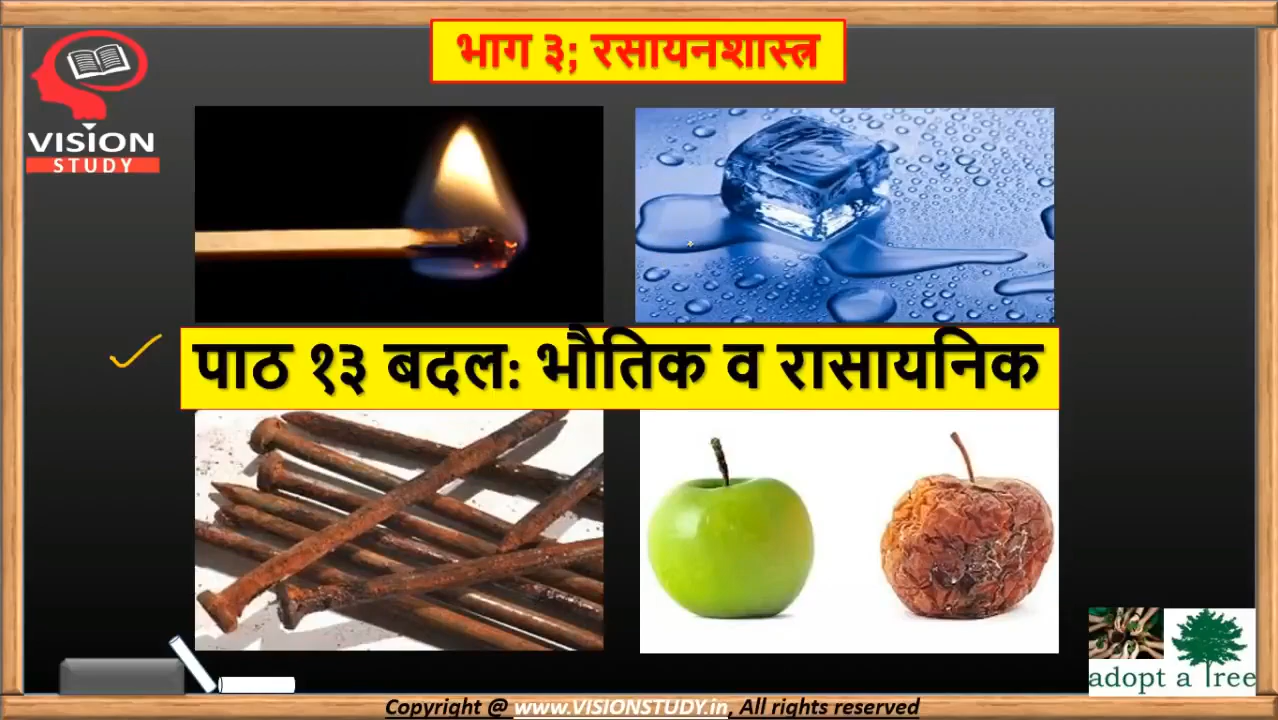 भाग ३; रसायनशास्त्र
VISION
STUDY
पाठ १३ बदल: भौतिक व रासायनिक
adopt a Tree
Copyright @ www.VISIONSTUDY.in, All rights reserved